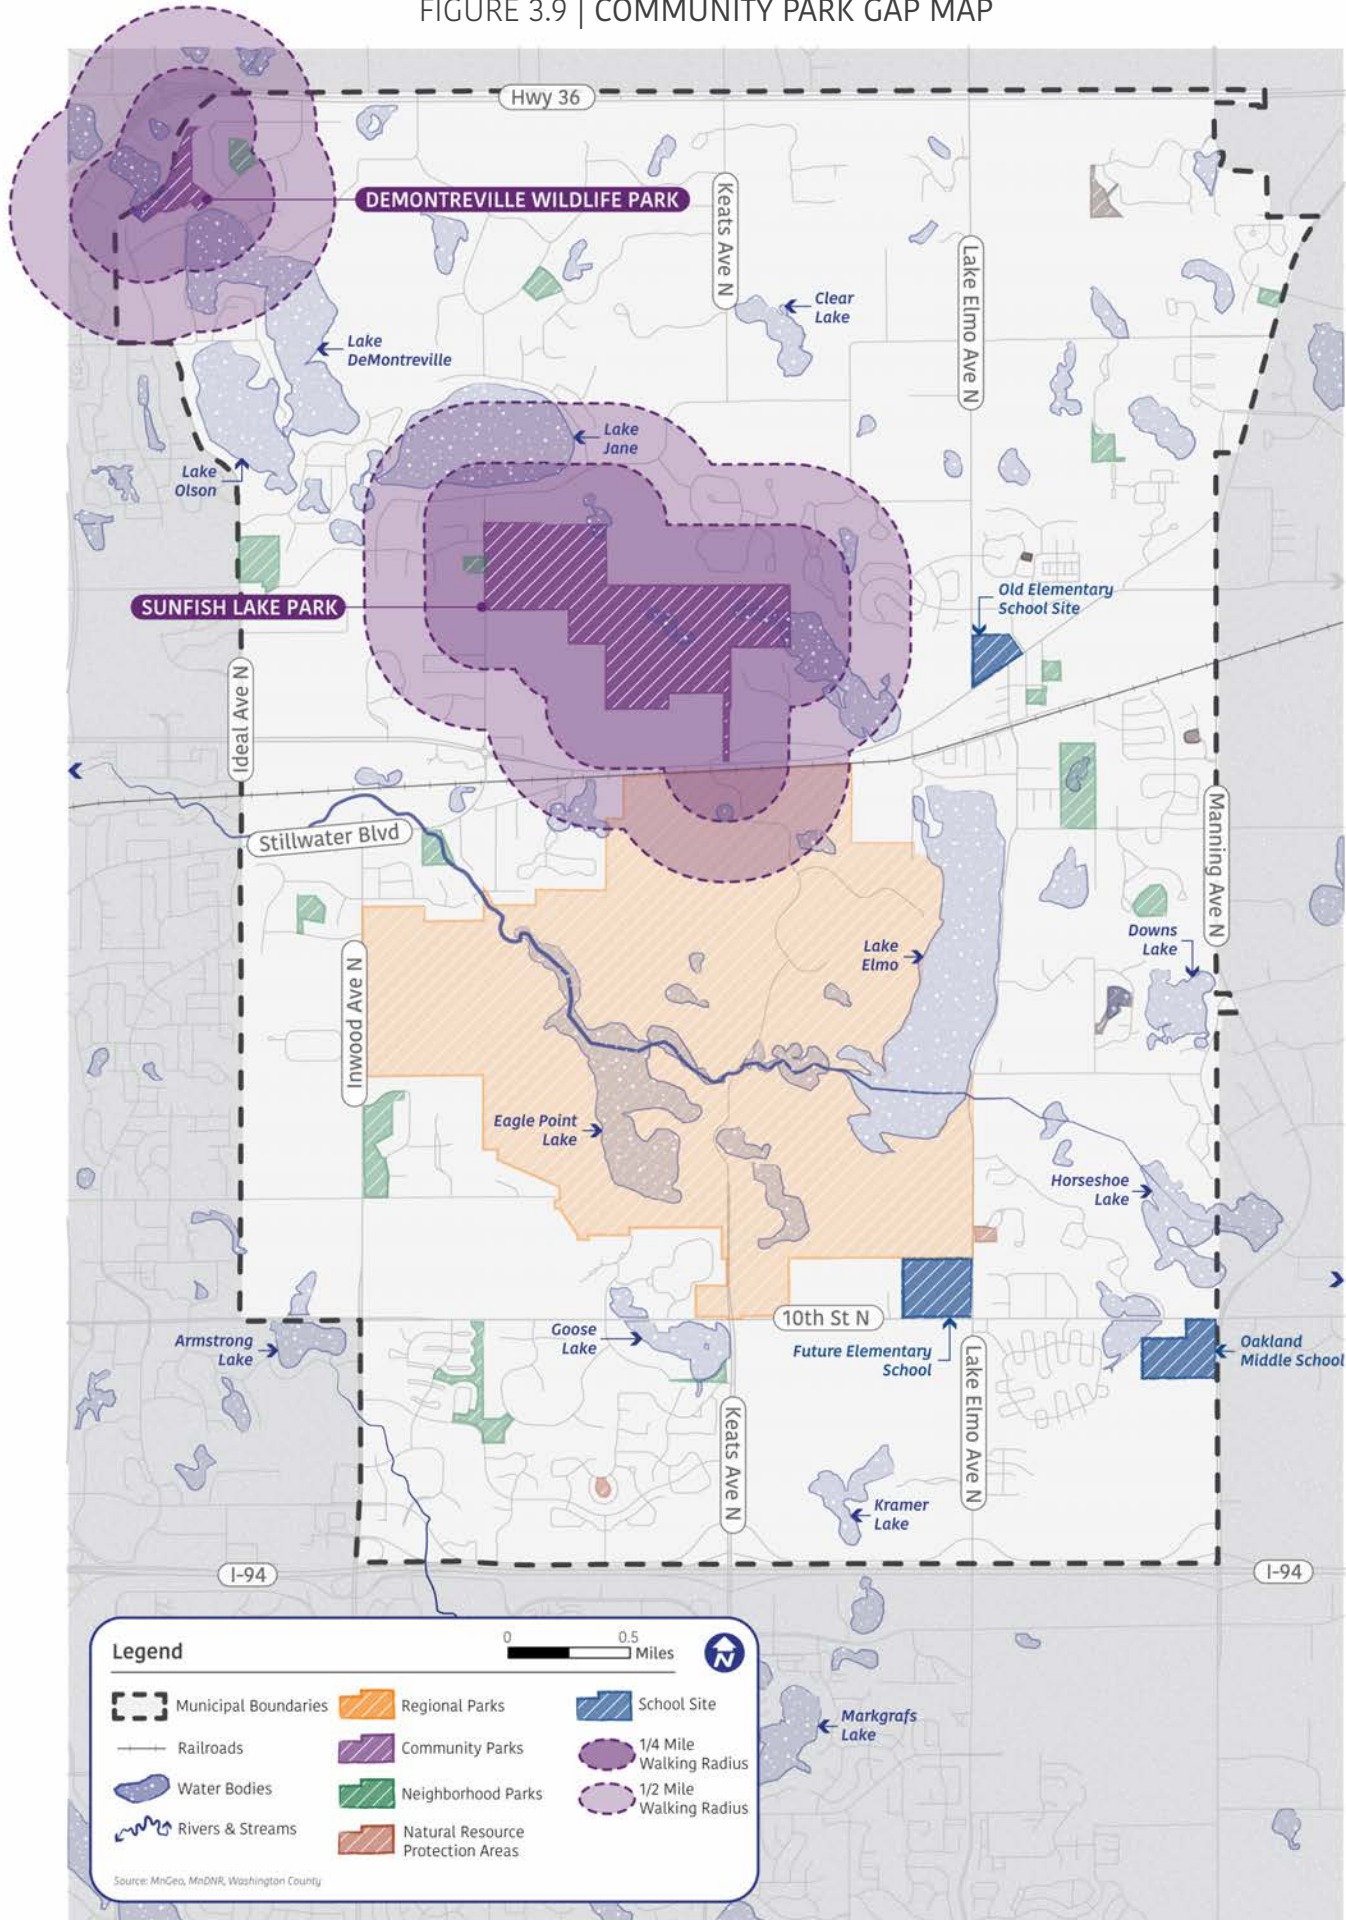 FIGURE 3.9 | COMMUNITY PARK GAP MAP
Hwy 36
DEMONTREVILLE WILDLIFE PARK
Keats Ave N
Lake Elmo Ave N
Clear
Lake
Lake
DeMontreville
Lake
Jane
Lake
Olson
SUNFISH LAKE PARK
Old Elementary
School Site
Ideal Ave N
Stillwater Blvd
Manning Ave N
Downs
Lake
Lake
Elmo
Inwood Ave N
Eagle Point
Lake
Horseshoe
Lake
10th St N
Armstrong
Lake
Goose
Lake
Future Elementary
School
Oakland
Middle School
Keats Ave N
Lake Elmo Ave N
Kramer
Lake
I-94
I-94
Legend
0 0.5
Miles
N
Municipal Boundaries
Regional Parks
School Site
Railroads
Community Parks
1/4 Mile
Walking Radius
Water Bodies
Neighborhood Parks
1/2 Mile
Walking Radius
Rivers & Streams
Natural Resource
Protection Areas
Source: MnGeo, MnDNR, Washington County
Markgrafs
Lake